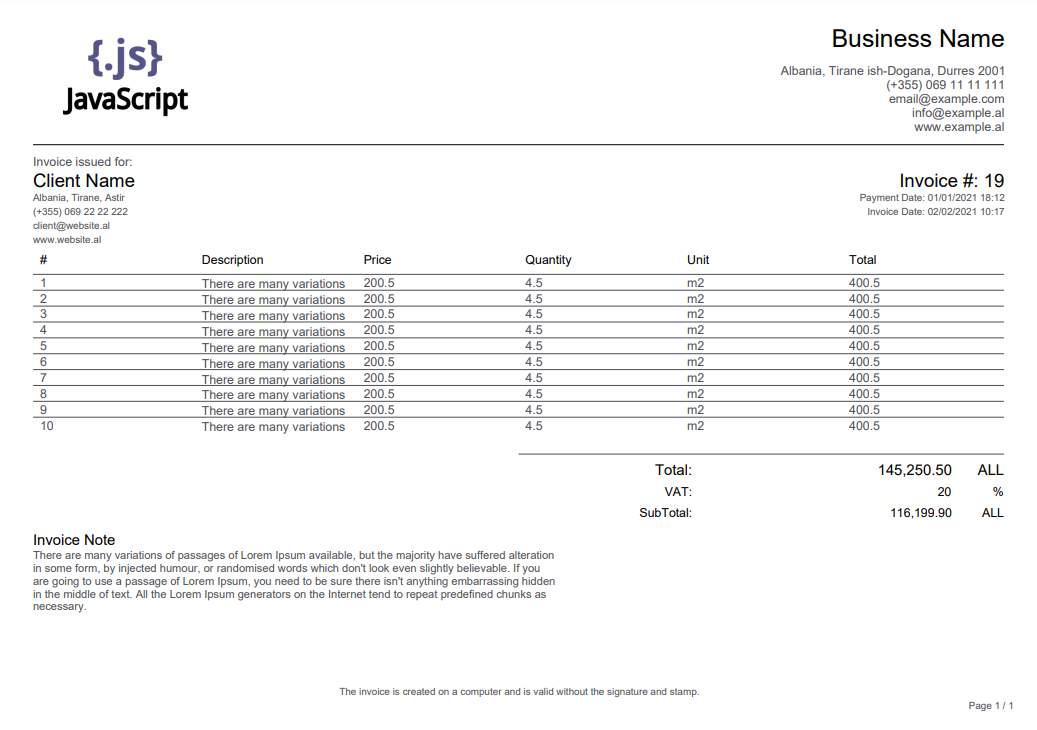 {.js}
JavaScript
Business Name
Albania, Tirane ish-Dogana, Durres 2001
(+355) 069 11 11 111
email@example.com
info@example.al
www.example.al
Invoice issued for:
Client Name
Albania, Tirane, Astir
(+355) 069 22 22 222
client@website.al
www.website.al
Invoice #: 19
Payment Date: 01/01/2021 18:12
Invoice Date: 02/02/2021 10:17
# Description Price Quantity Unit Total
1 There are many variations 200.5 4.5 m2 400.5
2 There are many variations 200.5 4.5 m2 400.5
3 There are many variations 200.5 4.5 m2 400.5
4 There are many variations 200.5 4.5 m2 400.5
5 There are many variations 200.5 4.5 m2 400.5
6 There are many variations 200.5 4.5 m2 400.5
7 There are many variations 200.5 4.5 m2 400.5
8 There are many variations 200.5 4.5 m2 400.5
9 There are many variations 200.5 4.5 m2 400.5
10 There are many variations 200.5 4.5 m2 400.5
Total: 145,250.50 ALL
VAT: 20 %
SubTotal: 116,199.90 ALL
Invoice Note
There are many variations of passages of Lorem Ipsum available, but the majority have suffered alteration
in some form, by injected humour, or randomised words which don't look even slightly believable. If you
are going to use a passage of Lorem Ipsum, you need to be sure there isn't anything embarrassing hidden
in the middle of text. All the Lorem Ipsum generators on the Internet tend to repeat predefined chunks as
necessary.
The invoice is created on a computer and is valid without the signature and stamp.
Page 1 / 1